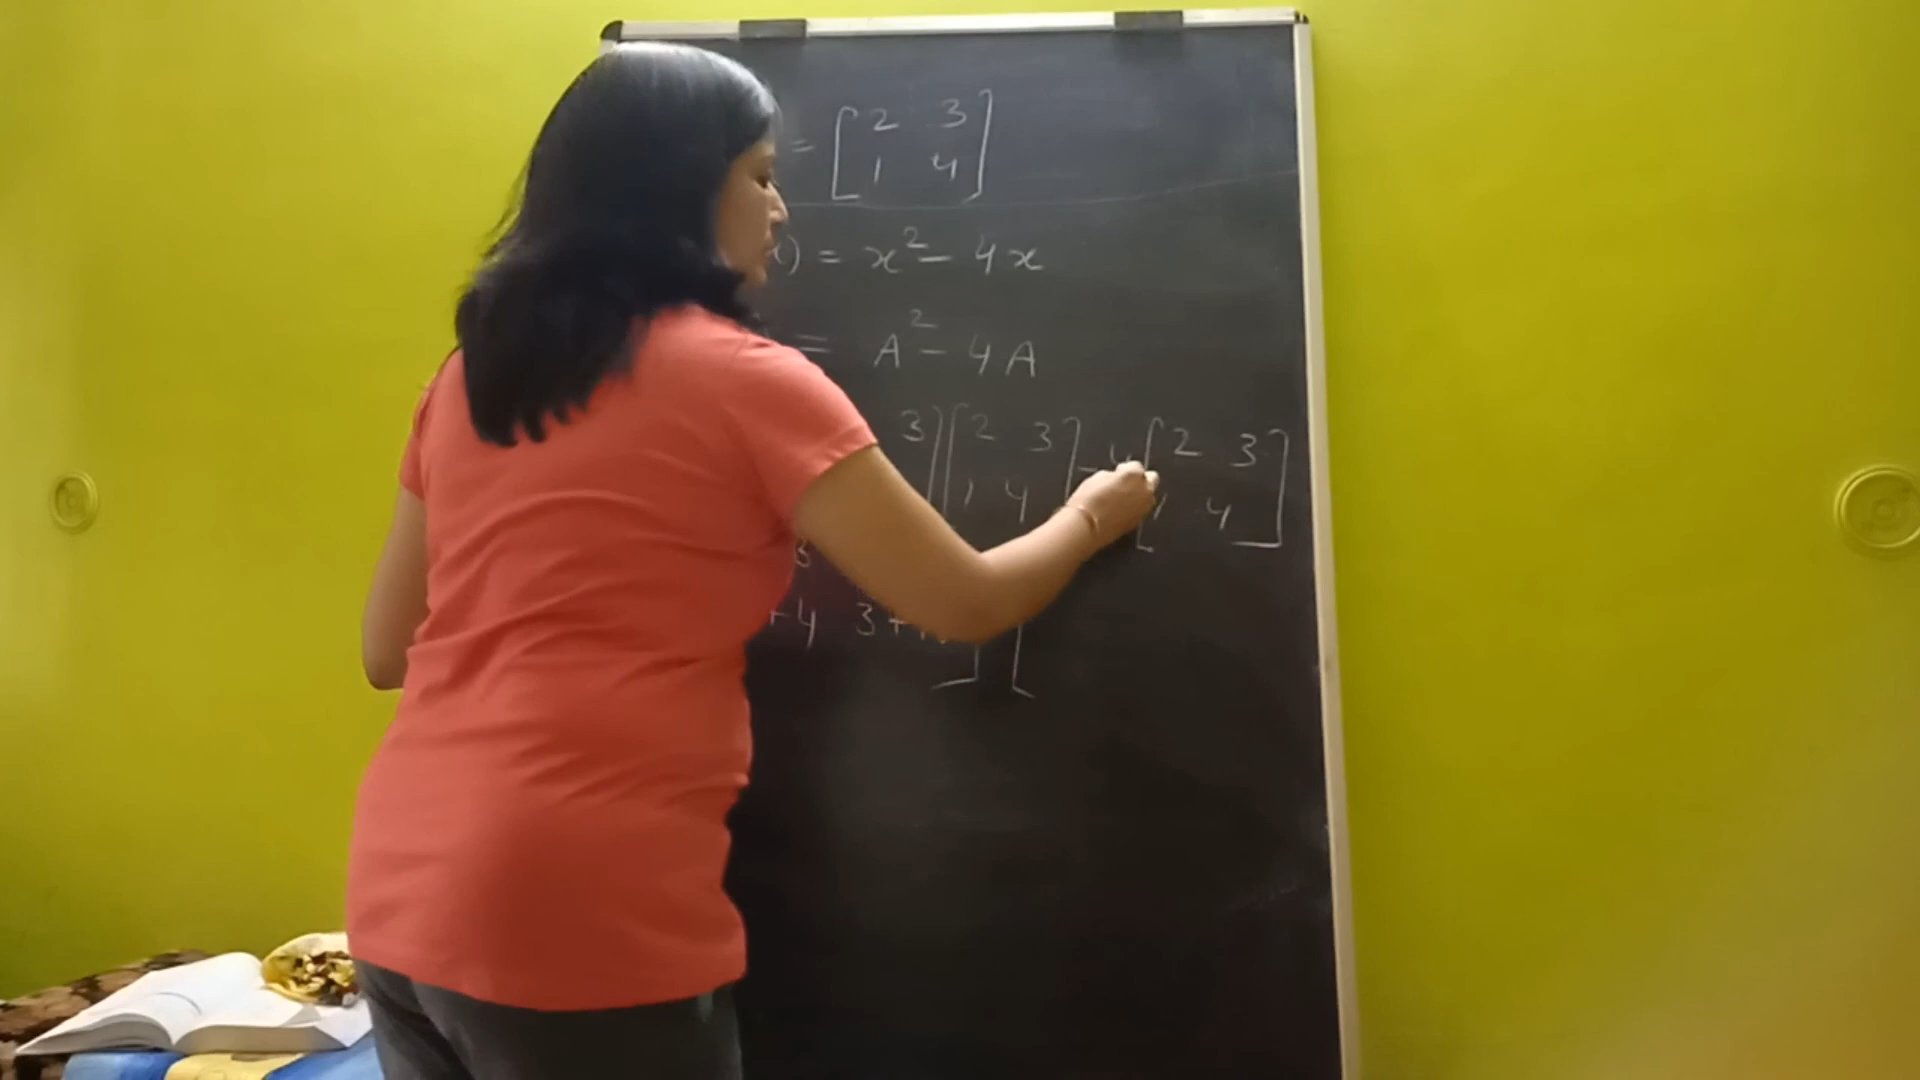 = [2 3
1 4]
x) = x² - 4x
= A² - 4A
3] [2 3] - 4 [2 3]
1 4 1 4
3
+4 3+